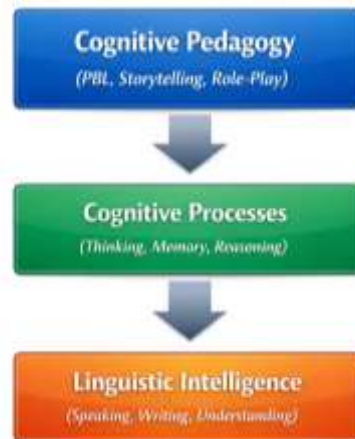 Cognitive Pedagogy
(PBL, Storytelling, Role-Play)
Cognitive Processes
(Thinking, Memory, Reasoning)
Linguistic Intelligence
(Speaking, Writing, Understanding)